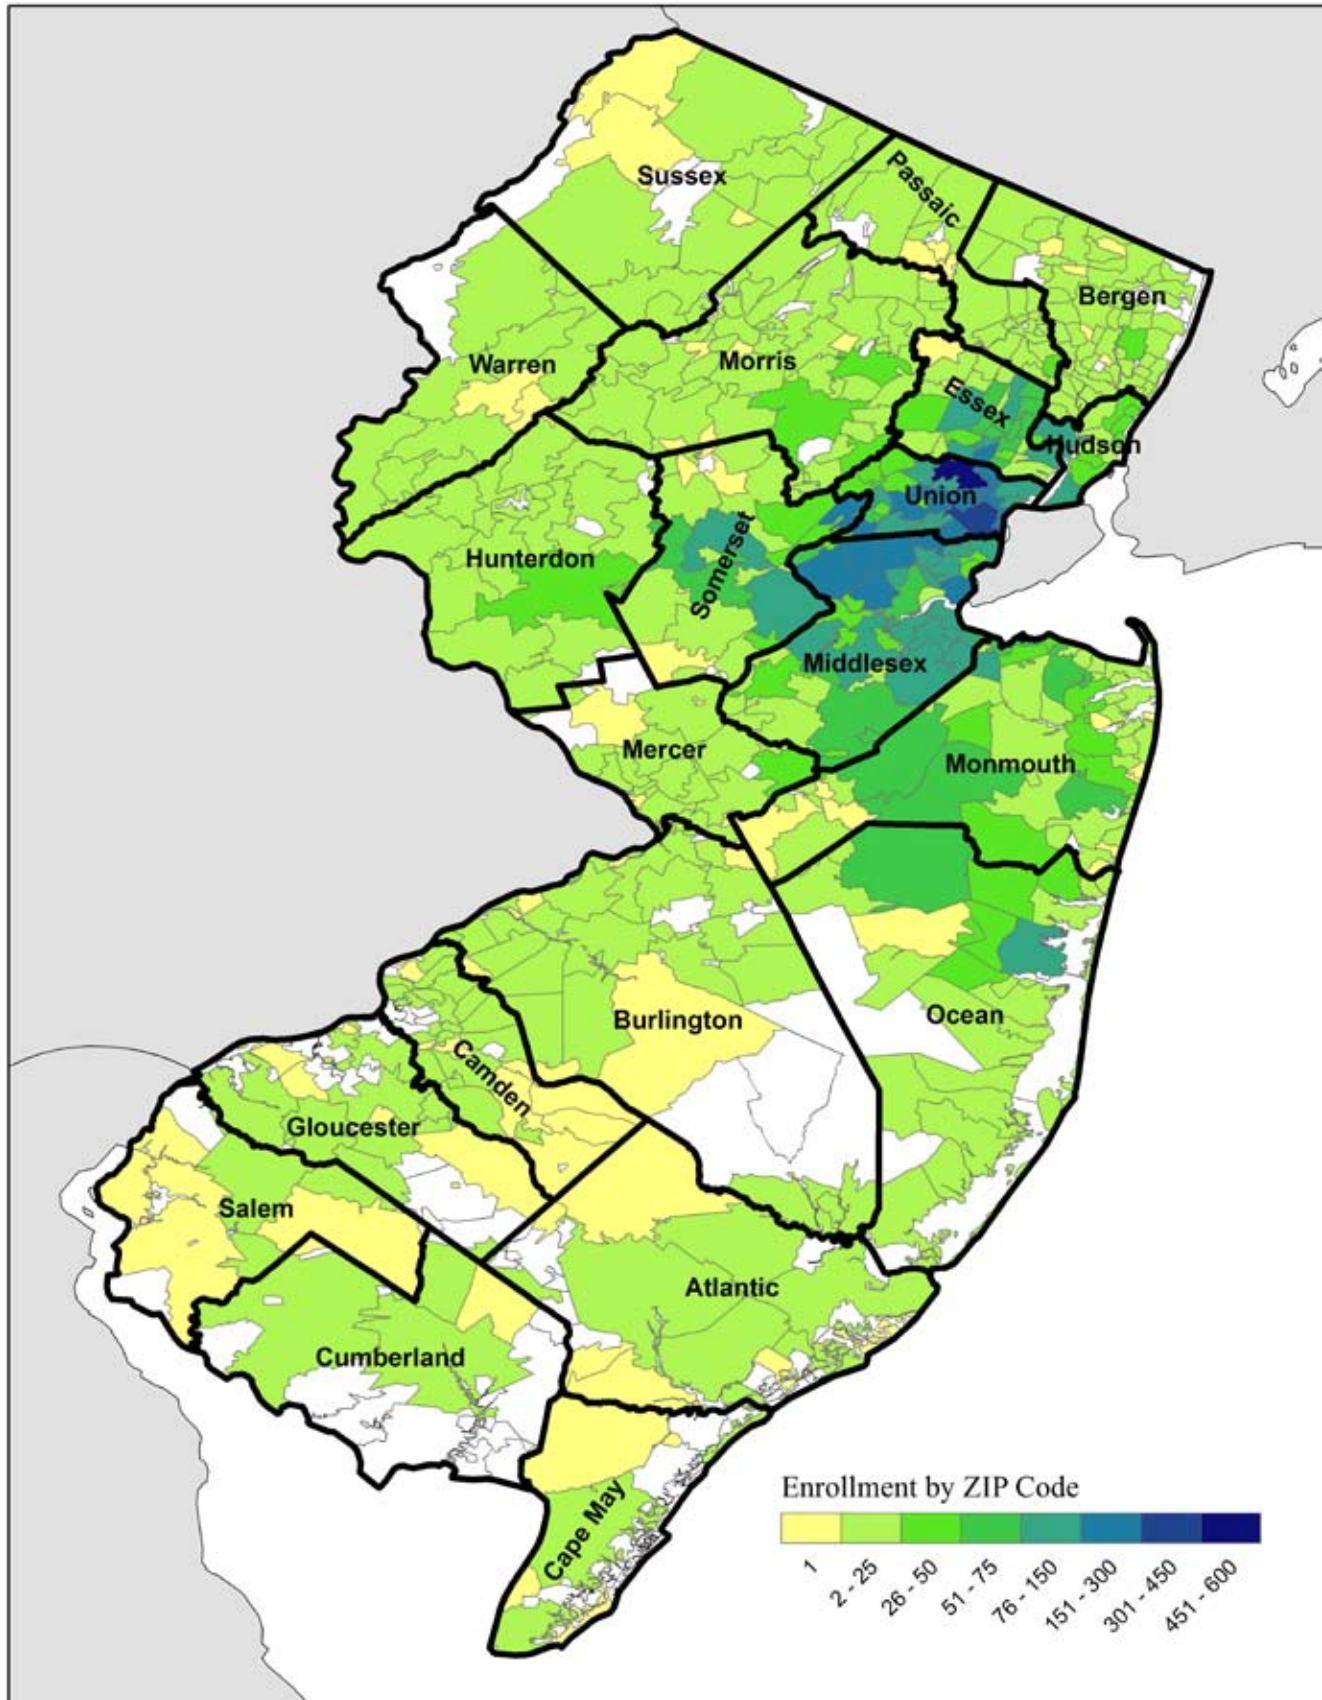 Sussex
Passaic
Bergen
Warren
Morris
Essex
Hudson
Union
Hunterdon
Somerset
Middlesex
Mercer
Monmouth
Burlington
Ocean
Camden
Gloucester
Salem
Atlantic
Cumberland
Cape May
Enrollment by ZIP Code
1
2 - 25
26 - 50
51 - 75
76 - 150
151 - 300
301 - 450
451 - 600